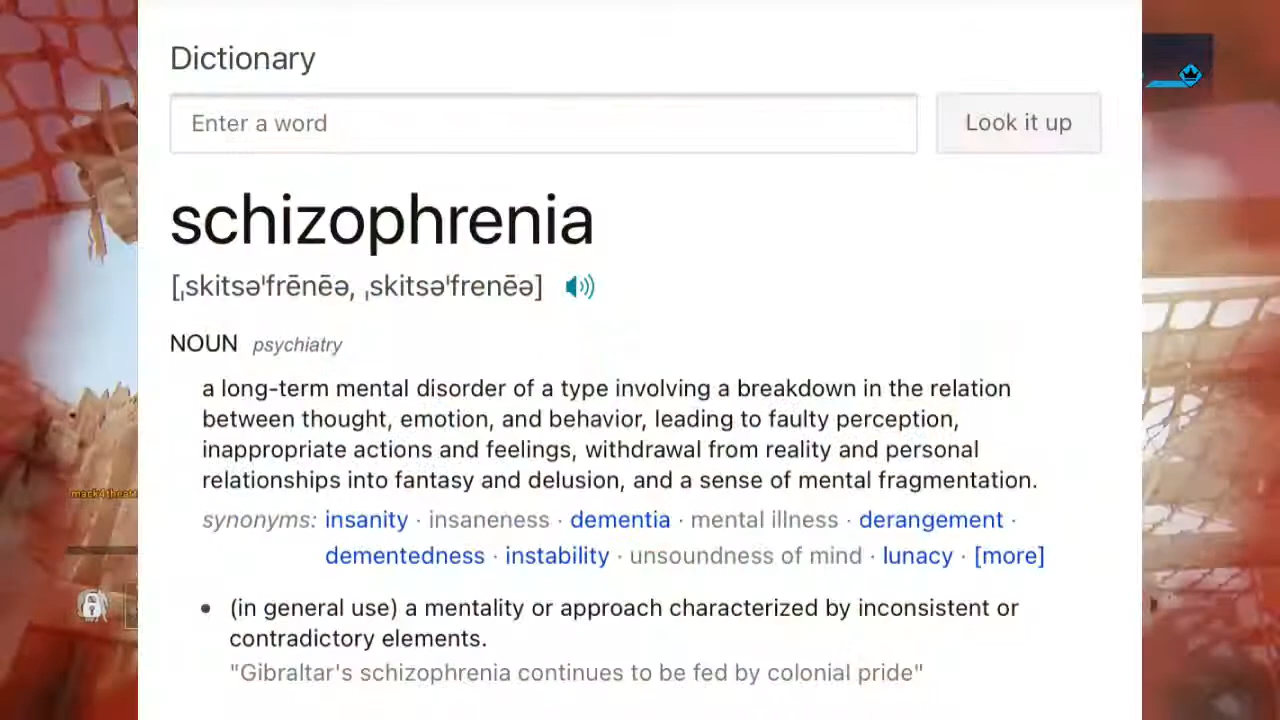 Dictionary
Enter a word
Look it up
schizophrenia
[ˌskitsəˈfrēnēə, ˌskitsəˈfrenēə]
NOUN psychiatry
a long-term mental disorder of a type involving a breakdown in the relation
between thought, emotion, and behavior, leading to faulty perception,
inappropriate actions and feelings, withdrawal from reality and personal
relationships into fantasy and delusion, and a sense of mental fragmentation.
synonyms: insanity · insaneness · dementia · mental illness · derangement ·
dementedness · instability · unsoundness of mind · lunacy · [more]
• (in general use) a mentality or approach characterized by inconsistent or
contradictory elements.
"Gibraltar's schizophrenia continues to be fed by colonial pride"